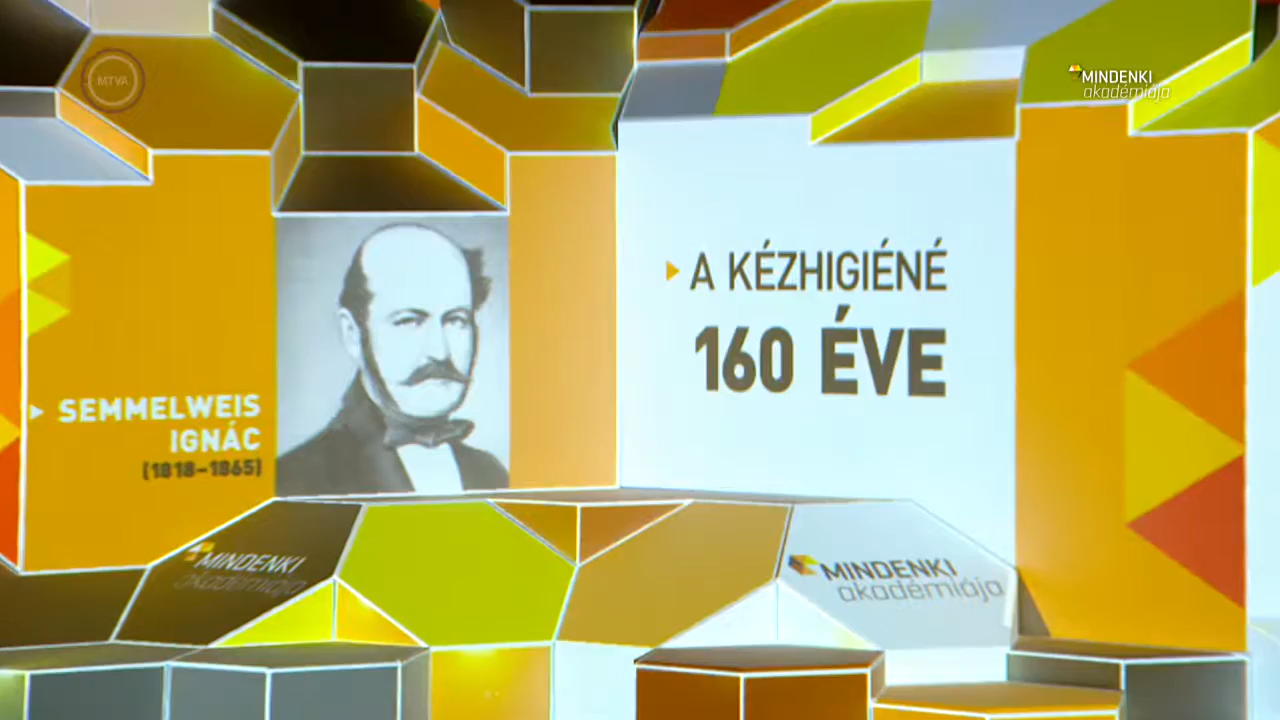 MTVA
MINDENKI
akadémiája
SEMMELWEIS
IGNÁC
(1818–1865)
A KÉZHIGIÉNÉ
160 ÉVE
MINDENKI
akadémiája
MINDENKI
akadémiája